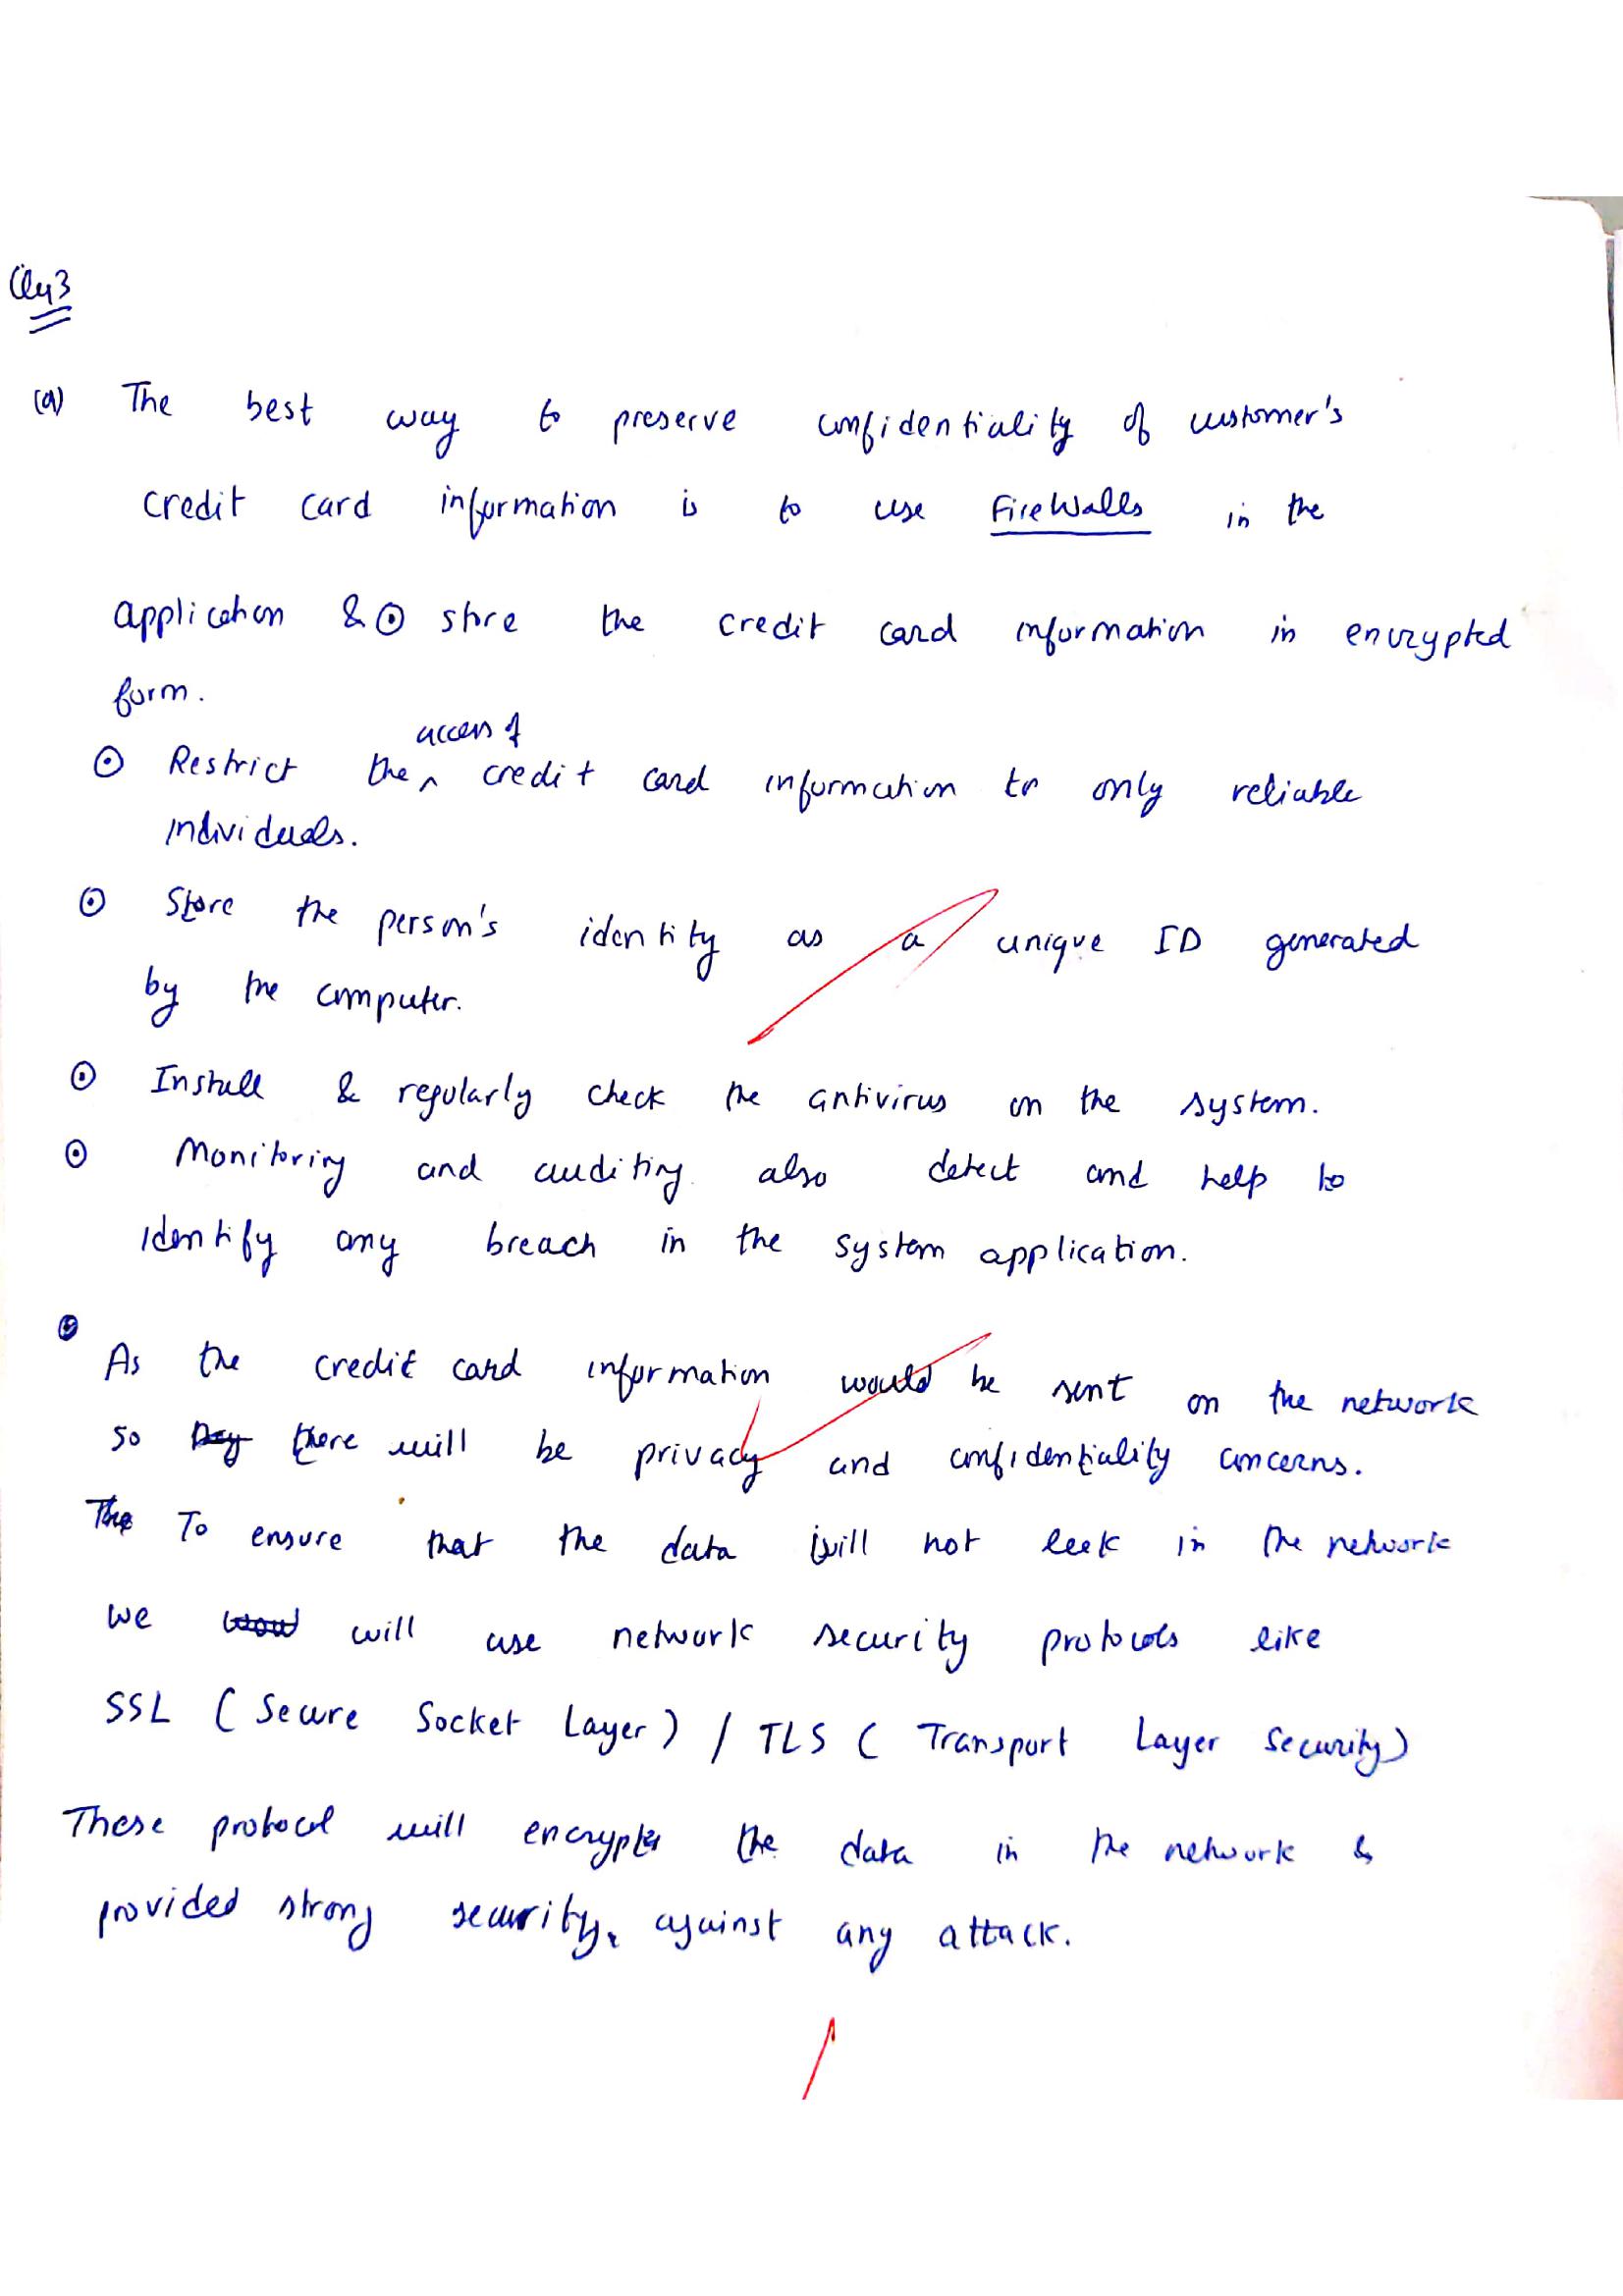 Qu3
(a) The best way to preserve confidentiality of customer's
credit card information is to use FireWalls in the
application & ⊙ store the credit card information in encrypted
form.
access of
⊙ Restrict the ^ credit card information to only reliable
individuals.
⊙ Store the person's identity as a unique ID generated
by the computer.
⊙ Install & regularly check the antivirus on the system.
⊙ Monitoring and auditing also detect and help to
identify any breach in the system application.
As the credit card information would be sent on the network
so there will be privacy and confidentiality concerns.
The To ensure that the data will not leek in the network
we will use network security protocols like
SSL (Secure Socket Layer) / TLS (Transport Layer Security)
These protocol will encrypt the data in the network &
provided strong security, against any attack.